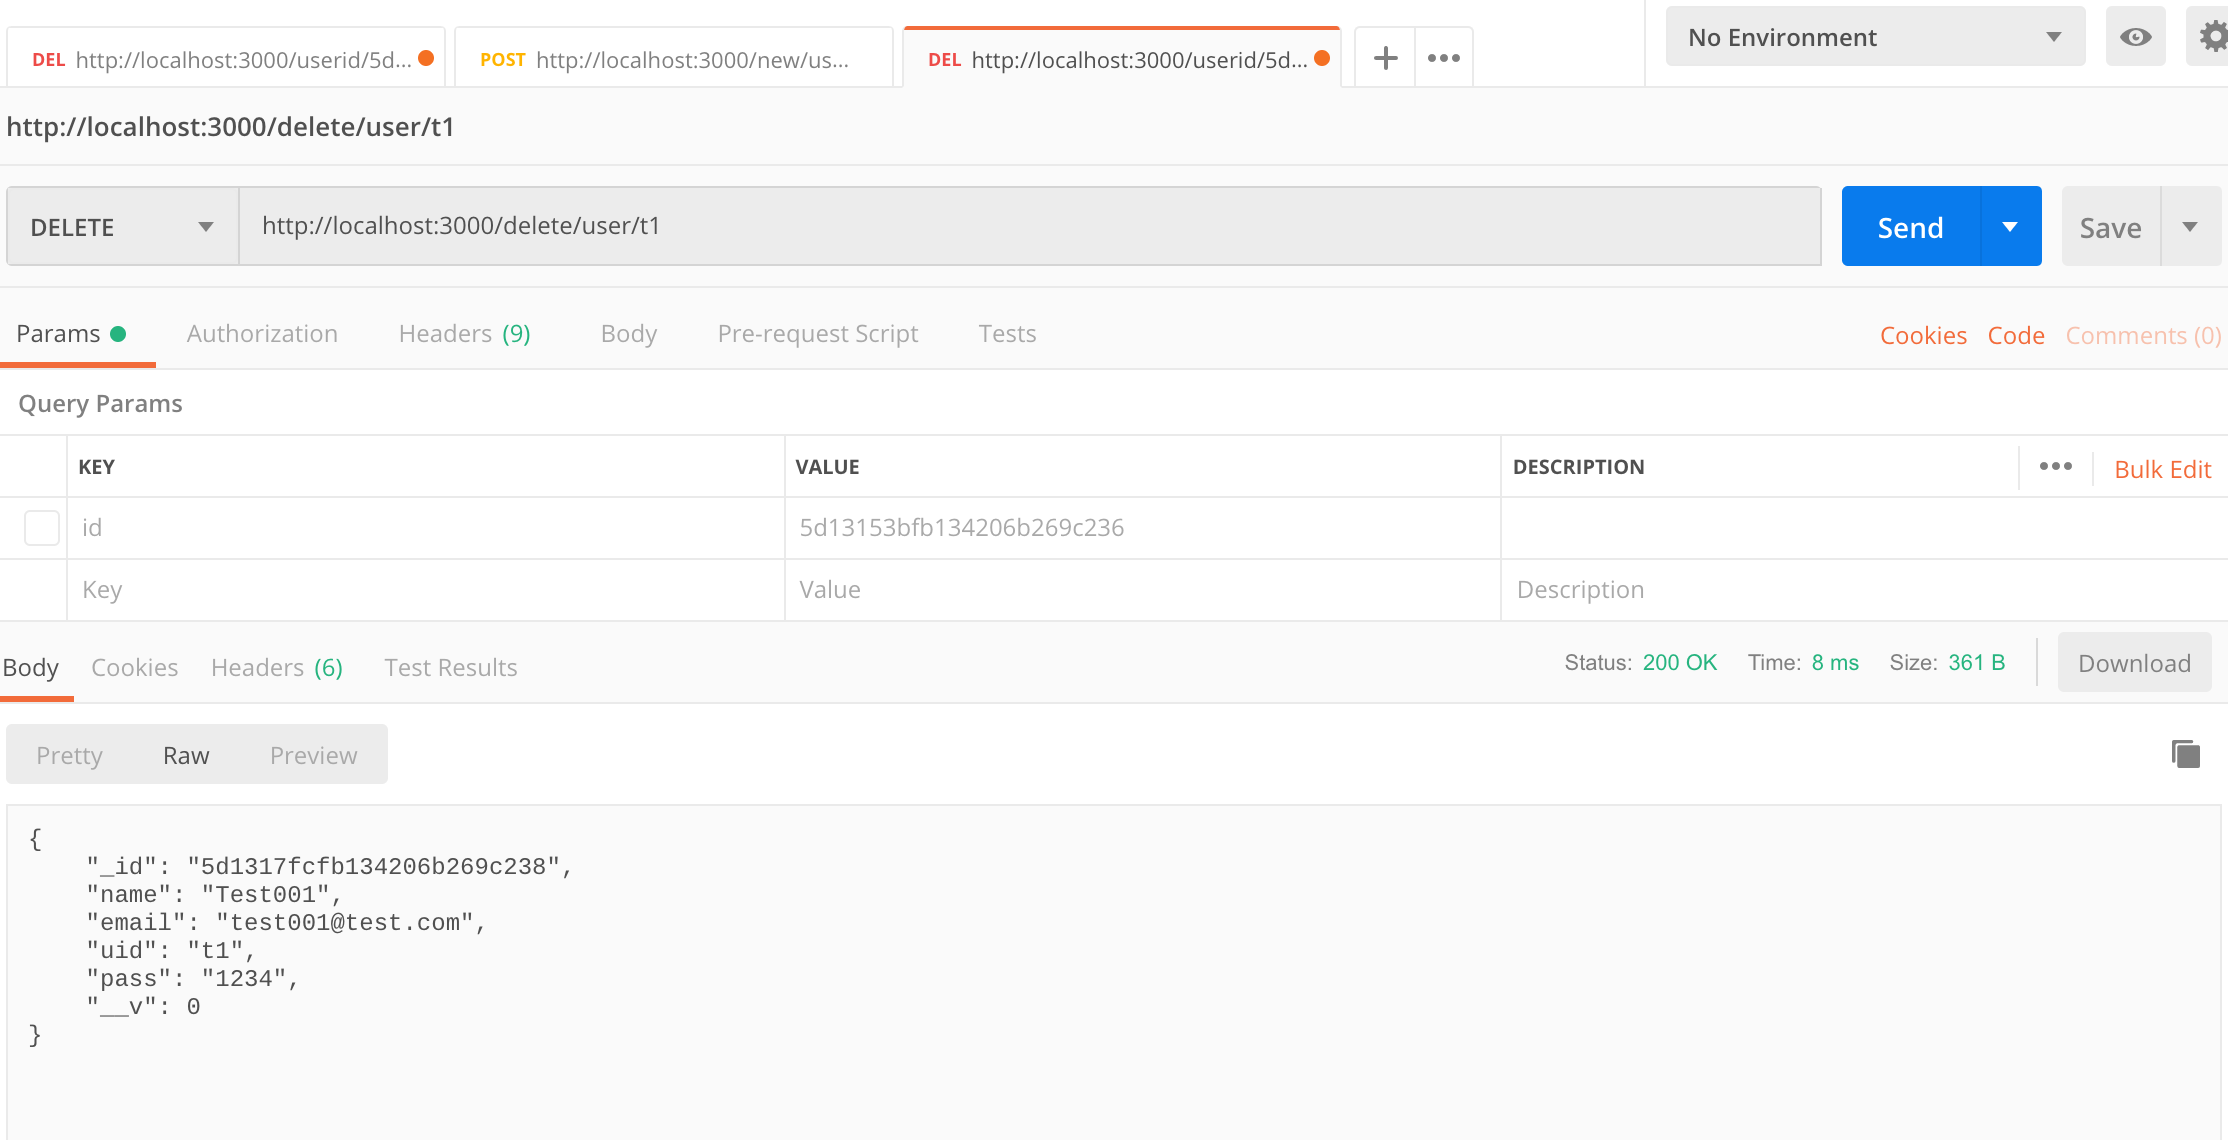 DEL http://localhost:3000/userid/5d... POST http://localhost:3000/new/us... DEL http://localhost:3000/userid/5d... No Environment
http://localhost:3000/delete/user/t1
DELETE http://localhost:3000/delete/user/t1 Send Save
Params Authorization Headers (9) Body Pre-request Script Tests Cookies Code Comments (0)
Query Params
KEY VALUE DESCRIPTION Bulk Edit
id 5d13153bfb134206b269c236
Key Value Description
Body Cookies Headers (6) Test Results Status: 200 OK Time: 8 ms Size: 361 B Download
Pretty Raw Preview
{
    "_id": "5d1317fcfb134206b269c238",
    "name": "Test001",
    "email": "test001@test.com",
    "uid": "t1",
    "pass": "1234",
    "__v": 0
}